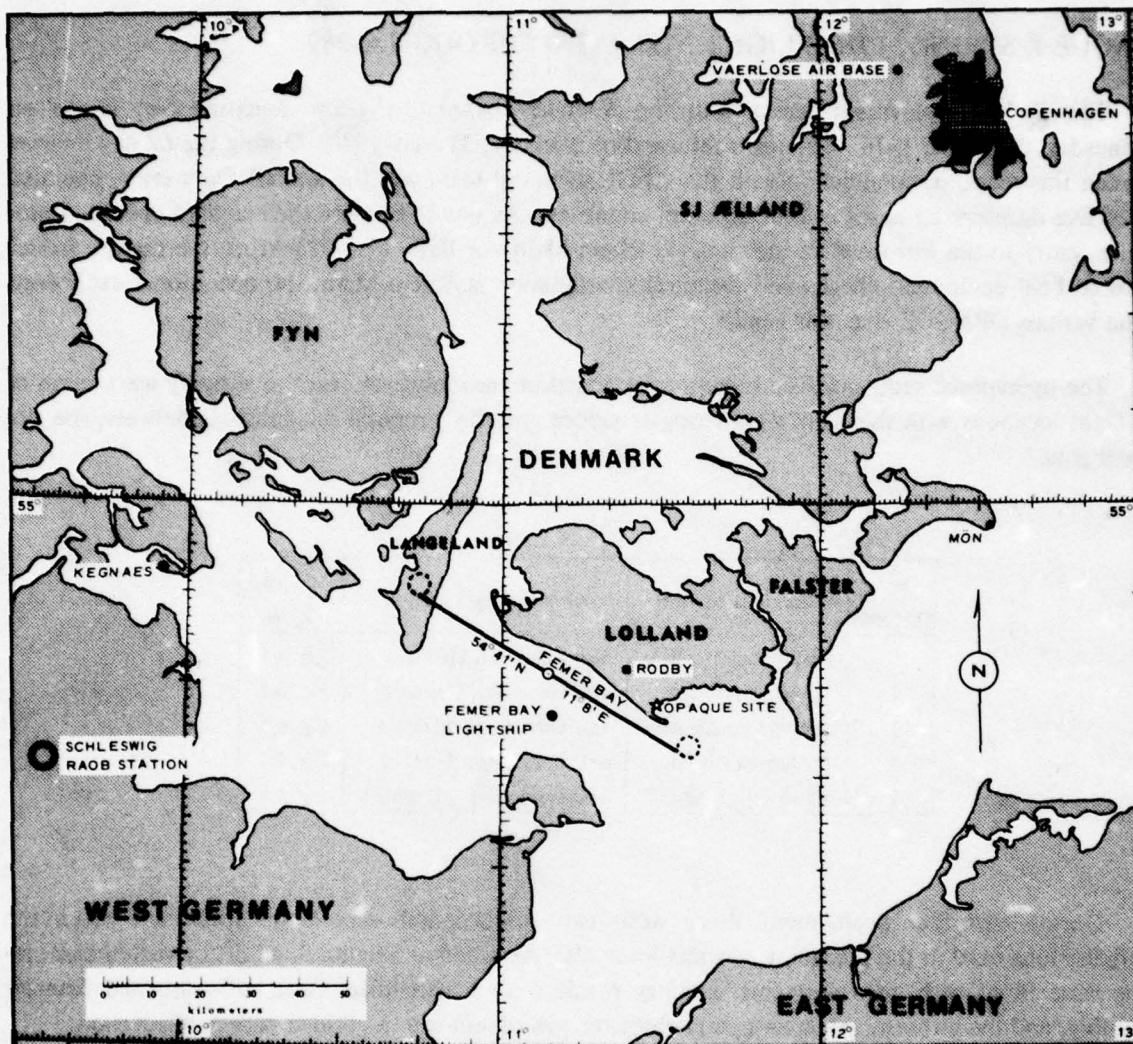 10°
11°
12°
13°
VAERLOSE AIR BASE
COPENHAGEN
SJ ÆLLAND
FYN
DENMARK
55°
55°
LANGELAND
MÖN
KEGNAES
FALSTER
LOLLAND
54°41'N
FEMER BAY
11°8'E
RODBY
N
OPAQUE SITE
FEMER BAY
LIGHTSHIP
SCHLESWIG
RAOB STATION
WEST GERMANY
0 10 20 30 40 50
kilometers
EAST GERMANY
10°
11°
12°
13